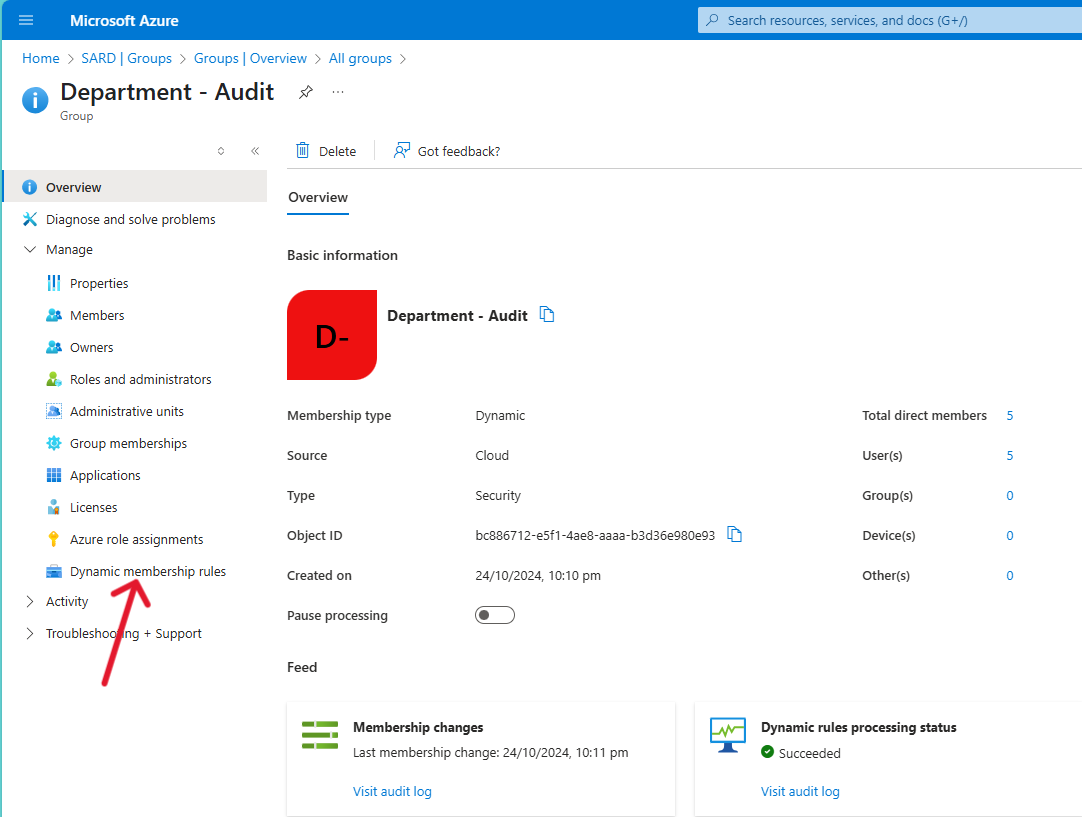 Microsoft Azure
Search resources, services, and docs (G+/)
Home > SARD | Groups > Groups | Overview > All groups >
Department - Audit ...
Group
Delete
Got feedback?
Overview
Diagnose and solve problems
Manage
Properties
Members
Owners
Roles and administrators
Administrative units
Group memberships
Applications
Licenses
Azure role assignments
Dynamic membership rules
Activity
Troubleshooting + Support
Overview
Basic information
D-
Department - Audit
Membership type Dynamic
Source Cloud
Type Security
Object ID bc886712-e5f1-4ae8-aaaa-b3d36e980e93
Created on 24/10/2024, 10:10 pm
Pause processing
Total direct members 5
User(s) 5
Group(s) 0
Device(s) 0
Other(s) 0
Feed
Membership changes
Last membership change: 24/10/2024, 10:11 pm
Visit audit log
Dynamic rules processing status
Succeeded
Visit audit log